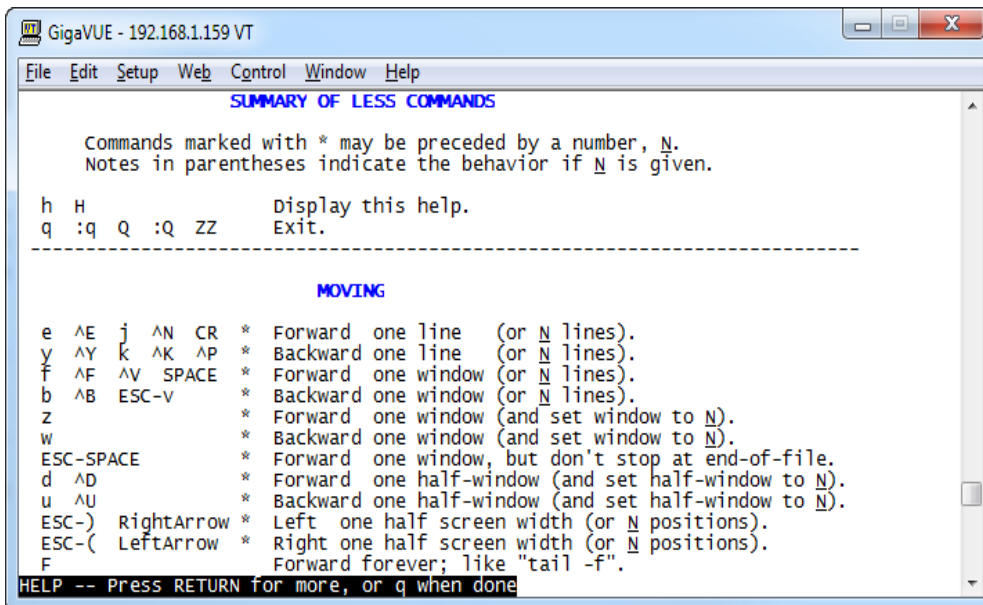 GigaVUE - 192.168.1.159 VT
File Edit Setup Web Control Window Help
SUMMARY OF LESS COMMANDS
Commands marked with * may be preceded by a number, N.
Notes in parentheses indicate the behavior if N is given.
h H Display this help.
q :q Q :Q ZZ Exit.
---------------------------------------------------------------------------
MOVING
e ^E j ^N CR * Forward one line (or N lines).
y ^Y k ^K ^P * Backward one line (or N lines).
f ^F ^V SPACE * Forward one window (or N lines).
b ^B ESC-v * Backward one window (or N lines).
z * Forward one window (and set window to N).
w * Backward one window (and set window to N).
ESC-SPACE * Forward one window, but don't stop at end-of-file.
d ^D * Forward one half-window (and set half-window to N).
u ^U * Backward one half-window (and set half-window to N).
ESC-) RightArrow * Left one half screen width (or N positions).
ESC-( LeftArrow * Right one half screen width (or N positions).
F Forward forever; like "tail -f".
HELP -- Press RETURN for more, or q when done